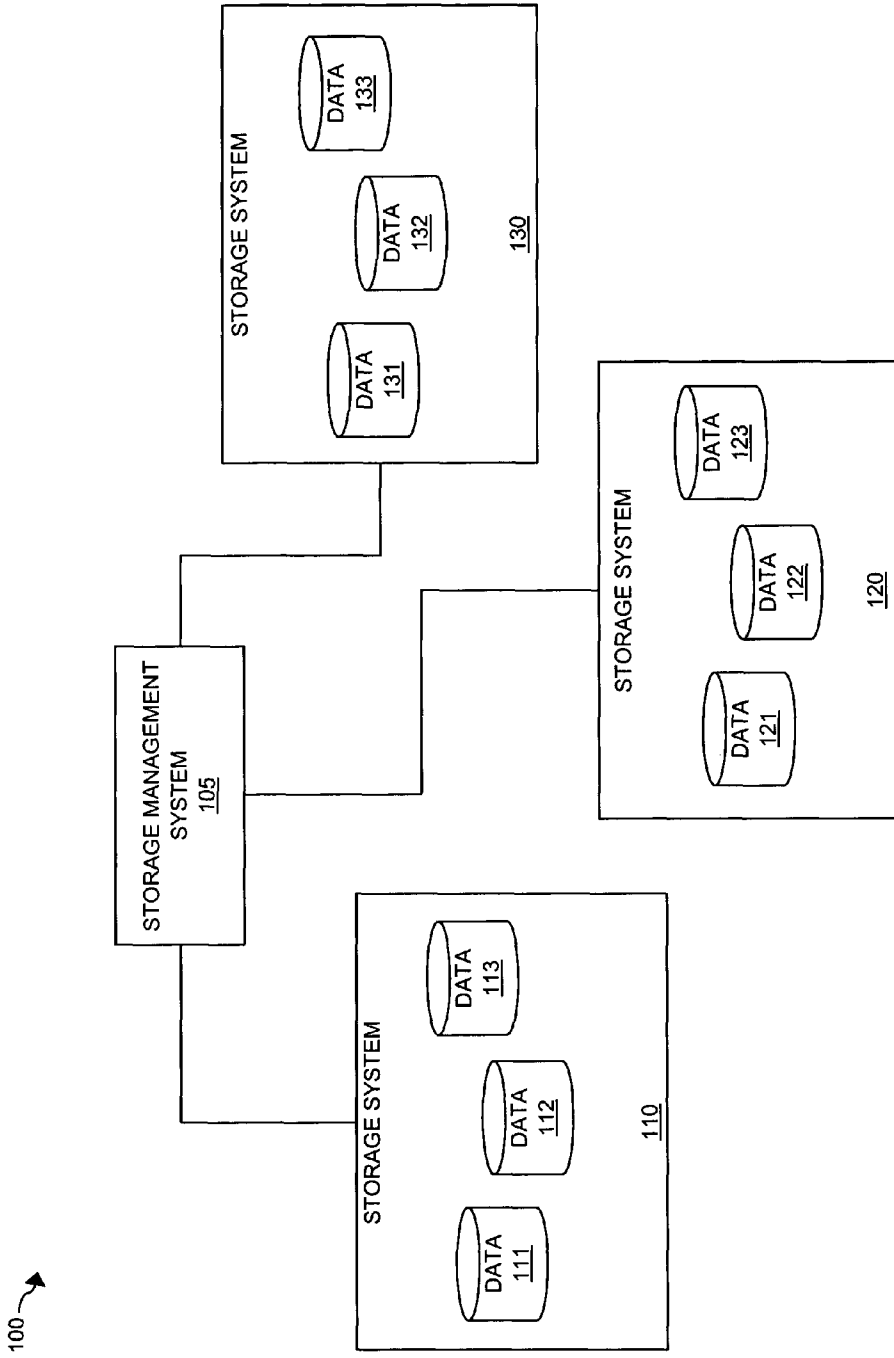 100
STORAGE MANAGEMENT
SYSTEM
105
STORAGE SYSTEM
DATA
111
DATA
112
DATA
113
110
STORAGE SYSTEM
DATA
121
DATA
122
DATA
123
120
STORAGE SYSTEM
DATA
131
DATA
132
DATA
133
130